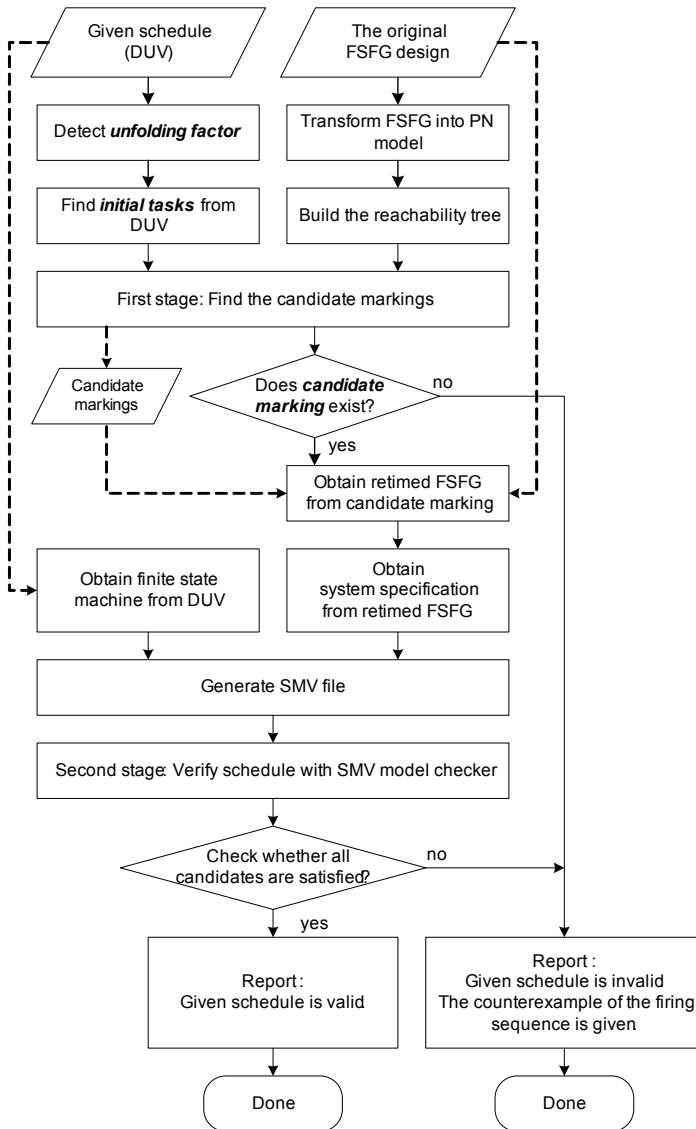 Given schedule
(DUV)
The original
FSFG design
Detect unfolding factor
Transform FSFG into PN
model
Find initial tasks from
DUV
Build the reachability tree
First stage: Find the candidate markings
Candidate
markings
Does candidate
marking exist?
no
yes
Obtain retimed FSFG
from candidate marking
Obtain finite state
machine from DUV
Obtain
system specification
from retimed FSFG
Generate SMV file
Second stage: Verify schedule with SMV model checker
Check whether all
candidates are satisfied?
no
yes
Report :
Given schedule is valid.
Report :
Given schedule is invalid
The counterexample of the firing
sequence is given.
Done
Done